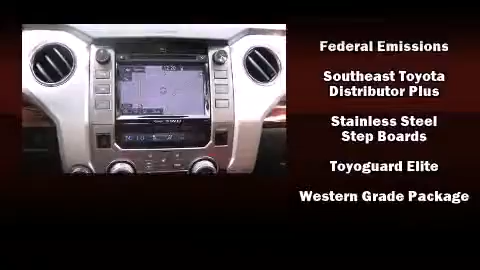 Federal Emissions
Southeast Toyota
Distributor Plus
Stainless Steel
Step Boards
Toyoguard Elite
Western Grade Package